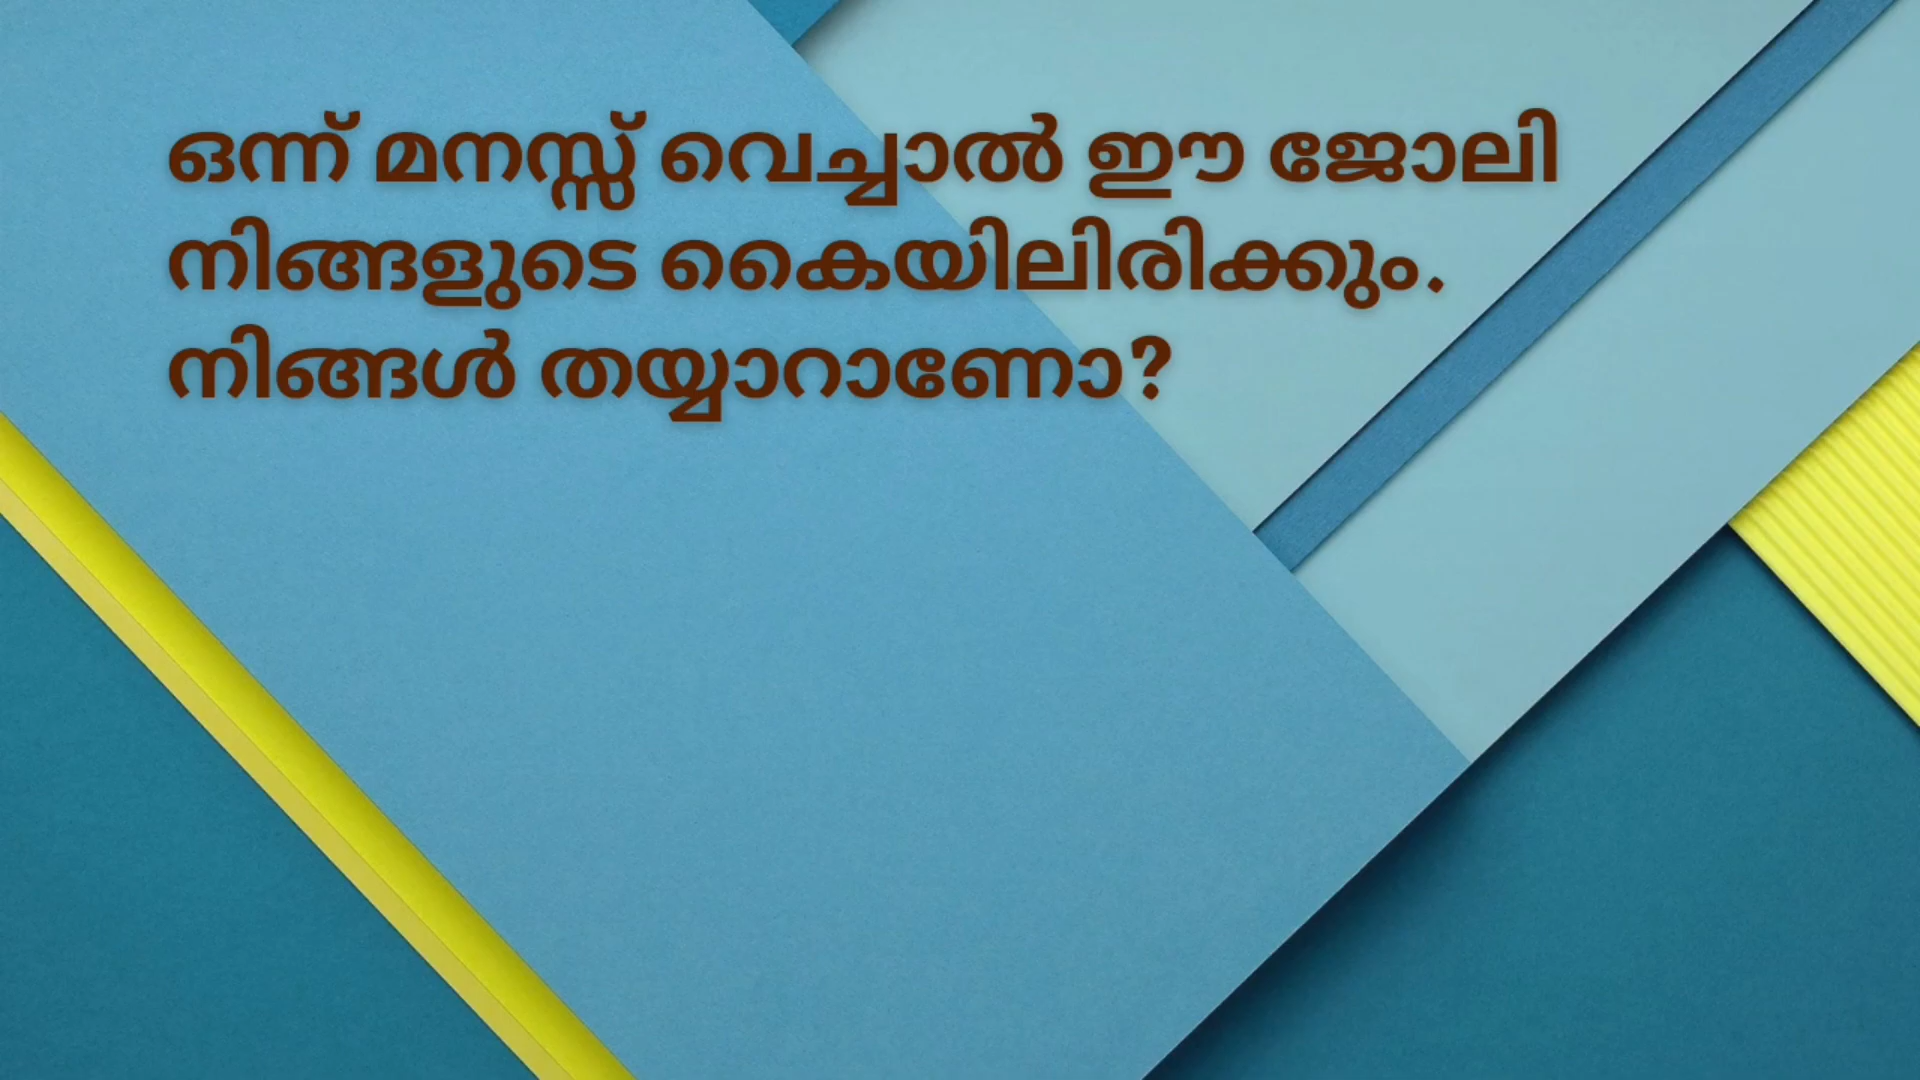 ഒന്ന് മനസ്സ് വെച്ചാൽ ഈ ജോലി
നിങ്ങളുടെ കൈയിലിരിക്കും.
നിങ്ങൾ തയ്യാറാണോ?